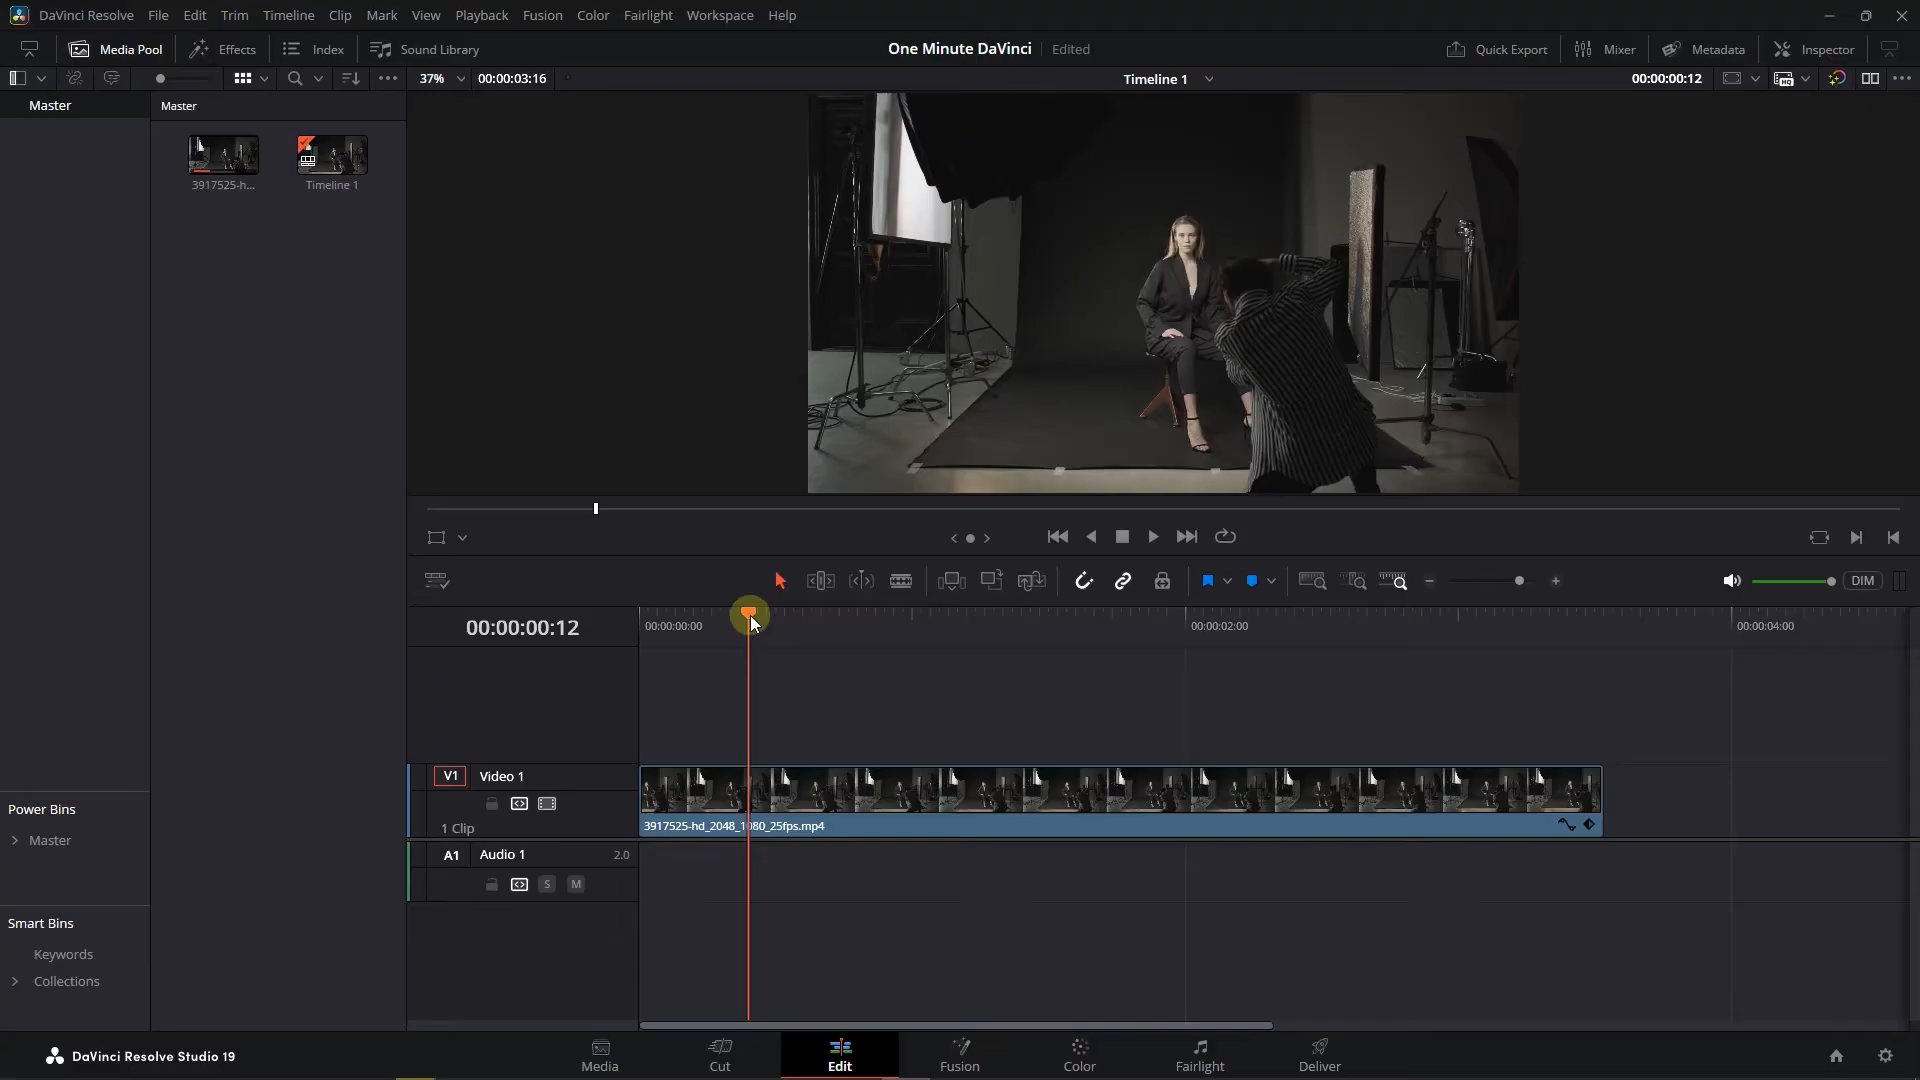 DaVinci Resolve File Edit Trim Timeline Clip Mark View Playback Fusion Color Fairlight Workspace Help
Media Pool Effects Index Sound Library One Minute DaVinci Edited Quick Export Mixer Metadata Inspector
37% 00:00:03:16 Timeline 1 00:00:00:12
Master Master
3917525-h... Timeline 1
DIM
00:00:00:12 00:00:00:00 00:00:02:00 00:00:04:00
V1 Video 1
1 Clip
3917525-hd_2048_1080_25fps.mp4
A1 Audio 1 2.0
S M
Power Bins
Master
Smart Bins
Keywords
Collections
DaVinci Resolve Studio 19 Media Cut Edit Fusion Color Fairlight Deliver